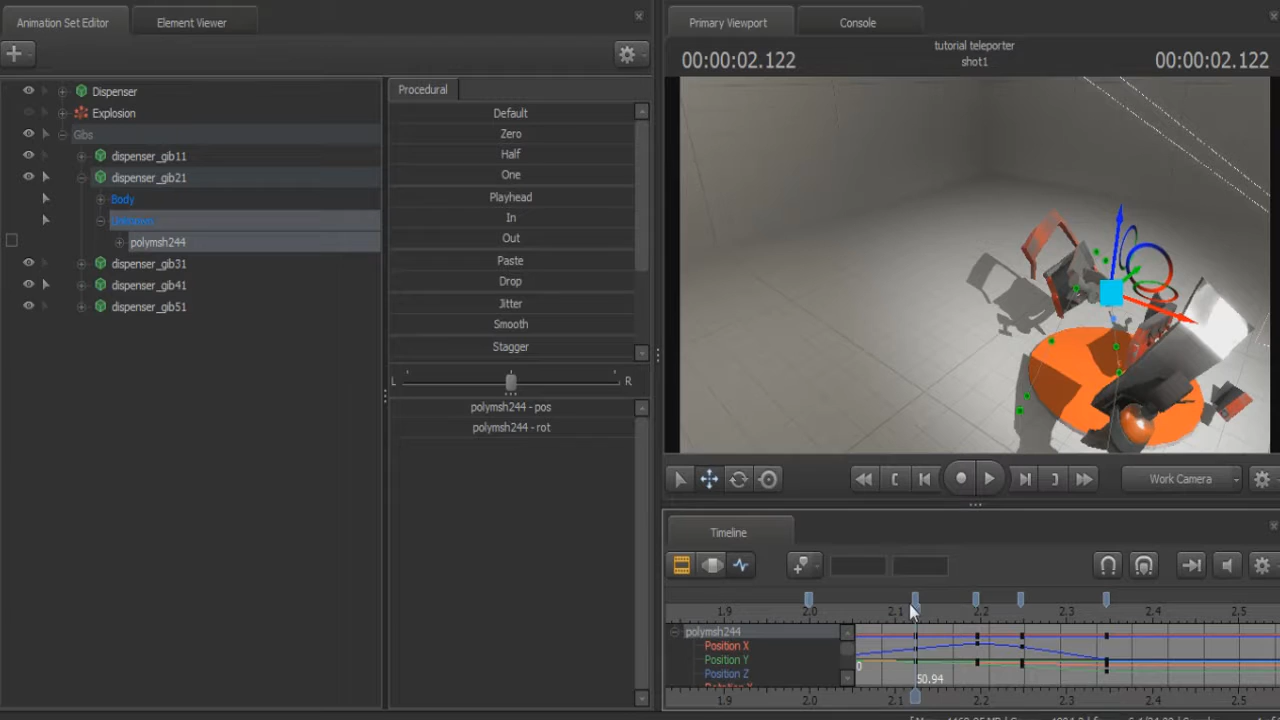 Animation Set Editor
Element Viewer
Procedural
Dispenser
Explosion
Gibs
dispenser_gib11
dispenser_gib21
Body
Unknown
polymsh244
dispenser_gib31
dispenser_gib41
dispenser_gib51
Default
Zero
Half
One
Playhead
In
Out
Paste
Drop
Jitter
Smooth
Stagger
L
R
polymsh244 - pos
polymsh244 - rot
Primary Viewport
Console
00:00:02.122
tutorial teleporter
shot1
00:00:02.122
Work Camera
Timeline
1.9 2.0 2.1 2.2 2.3 2.4 2.5
polymsh244
Position X
Position Y
Position Z
0
50.94
1.9 2.0 2.1 2.2 2.3 2.4 2.5